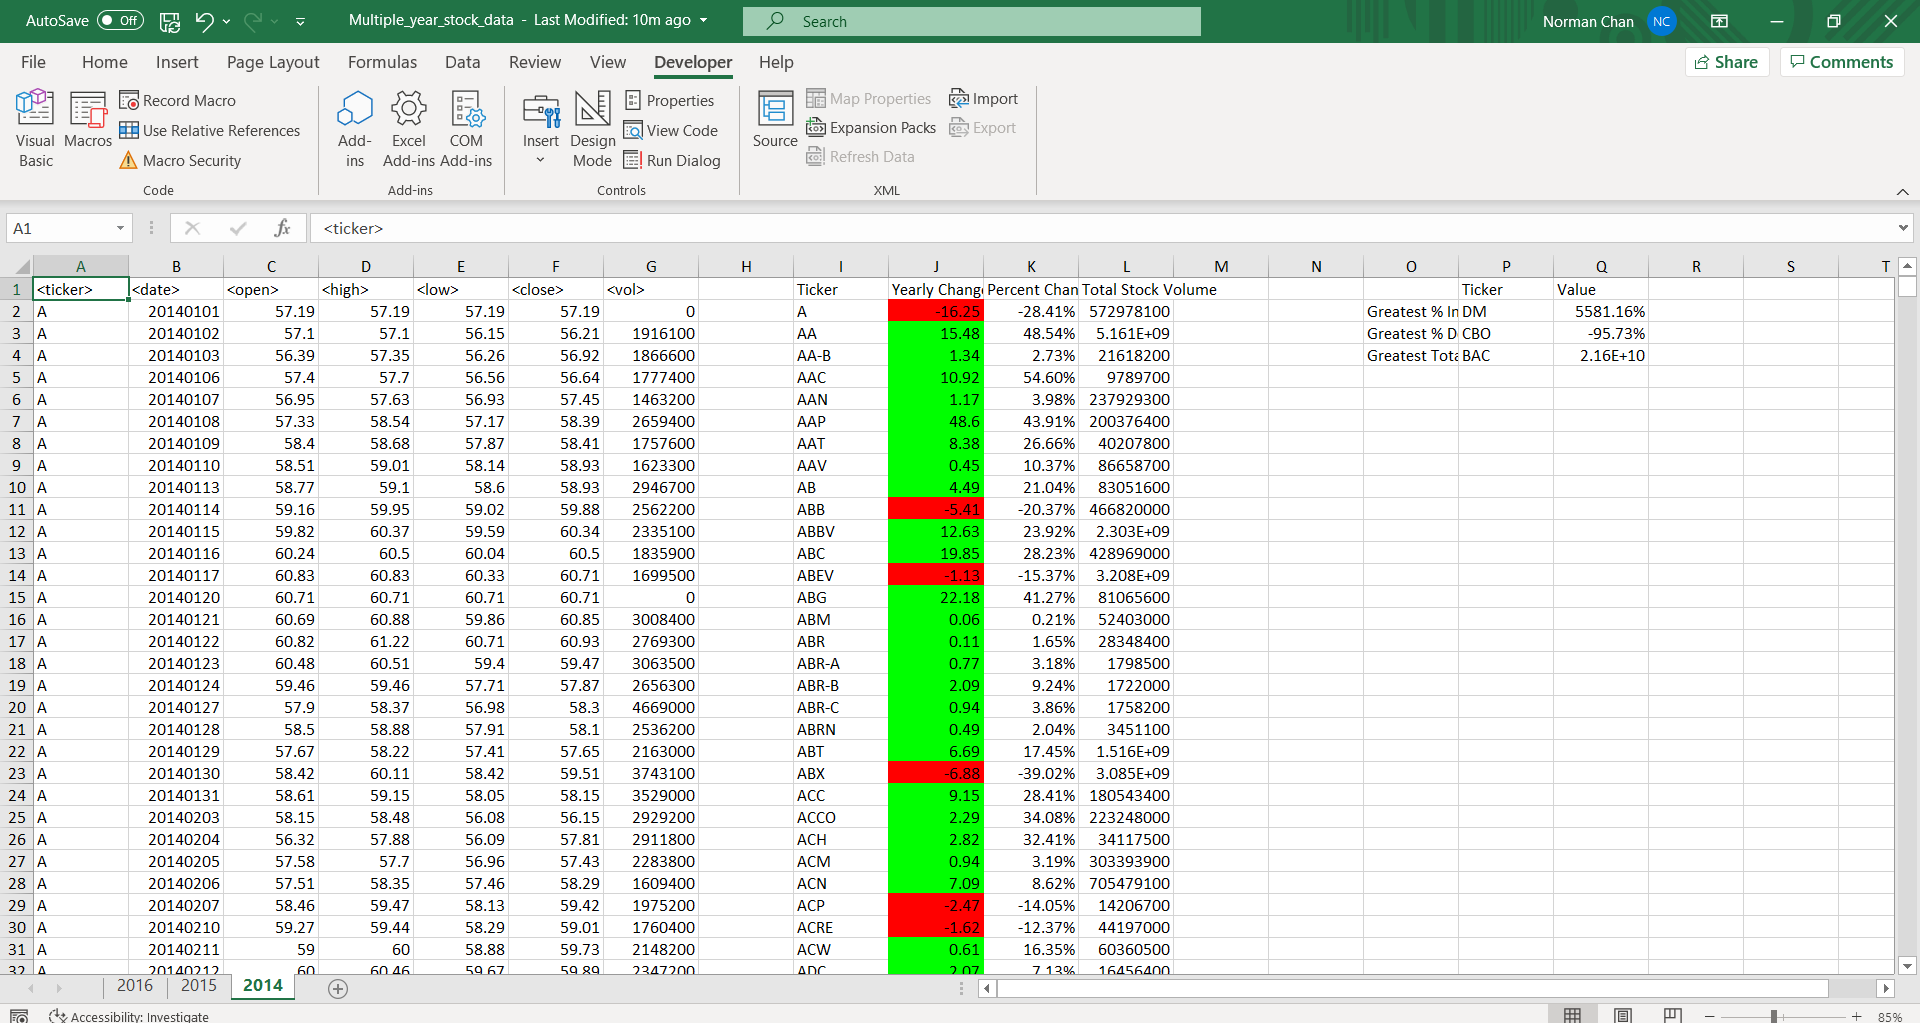 AutoSave Off Multiple_year_stock_data - Last Modified: 10m ago Search Norman Chan NC
File Home Insert Page Layout Formulas Data Review View Developer Help Share Comments
Visual Basic
Macros
Record Macro
Use Relative References
Macro Security
Code
Add-ins
Excel Add-ins
COM Add-ins
Add-ins
Insert
Design Mode
Properties
View Code
Run Dialog
Controls
Source
Map Properties
Expansion Packs
Refresh Data
Import
Export
XML
A1 fx <ticker>
A B C D E F G H I J K L M N O P Q R S T
1 <ticker> <date> <open> <high> <low> <close> <vol> Ticker Yearly Chang Percent Chan Total Stock Volume Ticker Value
2 A 20140101 57.19 57.19 57.19 57.19 0 A -16.25 -28.41% 572978100 Greatest % In DM 5581.16%
3 A 20140102 57.1 57.1 56.15 56.21 1916100 AA 15.48 48.54% 5.161E+09 Greatest % D CBO -95.73%
4 A 20140103 56.39 57.35 56.26 56.92 1866600 AA-B 1.34 2.73% 21618200 Greatest Tota BAC 2.16E+10
5 A 20140106 57.4 57.7 56.56 56.64 1777400 AAC 10.92 54.60% 9789700
6 A 20140107 56.95 57.63 56.93 57.45 1463200 AAN 1.17 3.98% 237929300
7 A 20140108 57.33 58.54 57.17 58.39 2659400 AAP 48.6 43.91% 200376400
8 A 20140109 58.4 58.68 57.87 58.41 1757600 AAT 8.38 26.66% 40207800
9 A 20140110 58.51 59.01 58.14 58.93 1623300 AAV 0.45 10.37% 86658700
10 A 20140113 58.77 59.1 58.6 58.93 2946700 AB 4.49 21.04% 83051600
11 A 20140114 59.16 59.95 59.02 59.88 2562200 ABB -5.41 -20.37% 466820000
12 A 20140115 59.82 60.37 59.59 60.34 2335100 ABBV 12.63 23.92% 2.303E+09
13 A 20140116 60.24 60.5 60.04 60.5 1835900 ABC 19.85 28.23% 428969000
14 A 20140117 60.83 60.83 60.33 60.71 1699500 ABEV -1.13 -15.37% 3.208E+09
15 A 20140120 60.71 60.71 60.71 60.71 0 ABG 22.18 41.27% 81065600
16 A 20140121 60.69 60.88 59.86 60.85 3008400 ABM 0.06 0.21% 52403000
17 A 20140122 60.82 61.22 60.71 60.93 2769300 ABR 0.11 1.65% 28348400
18 A 20140123 60.48 60.51 59.4 59.47 3063500 ABR-A 0.77 3.18% 1798500
19 A 20140124 59.46 59.46 57.71 57.87 2656300 ABR-B 2.09 9.24% 1722000
20 A 20140127 57.9 58.37 56.98 58.3 4669000 ABR-C 0.94 3.86% 1758200
21 A 20140128 58.5 58.88 57.91 58.1 2536200 ABRN 0.49 2.04% 3451100
22 A 20140129 57.67 58.22 57.41 57.65 2163000 ABT 6.69 17.45% 1.516E+09
23 A 20140130 58.42 60.11 58.42 59.51 3743100 ABX -6.88 -39.02% 3.085E+09
24 A 20140131 58.61 59.15 58.05 58.15 3529000 ACC 9.15 28.41% 180543400
25 A 20140203 58.15 58.48 56.08 56.15 2929200 ACCO 2.29 34.08% 223248000
26 A 20140204 56.32 57.88 56.09 57.81 2911800 ACH 2.82 32.41% 34117500
27 A 20140205 57.58 57.7 56.96 57.43 2283800 ACM 0.94 3.19% 303393900
28 A 20140206 57.51 58.35 57.46 58.29 1609400 ACN 7.09 8.62% 705479100
29 A 20140207 58.46 59.47 58.13 59.42 1975200 ACP -2.47 -14.05% 14206700
30 A 20140210 59.27 59.44 58.29 59.01 1760400 ACRE -1.62 -12.37% 44197000
31 A 20140211 59 60 58.88 59.73 2148200 ACW 0.61 16.35% 60360500
32 A 20140212 60 60.46 59.67 59.89 2347200 ADC 2.07 7.13% 16456400
2016 2015 2014
Accessibility: Investigate 85%